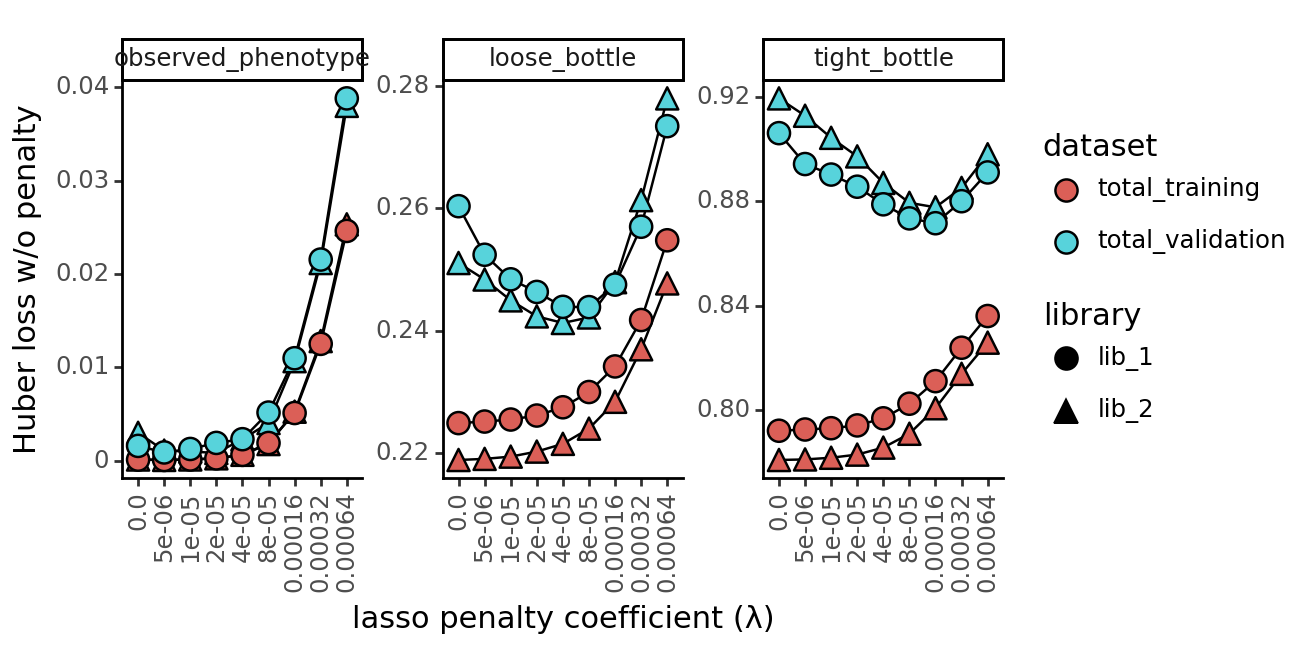 observed_phenotype
loose_bottle
tight_bottle
Huber loss w/o penalty
0.04
0.03
0.02
0.01
0
0.28
0.26
0.24
0.22
0.92
0.88
0.84
0.80
0.0
5e-06
1e-05
2e-05
4e-05
8e-05
0.00016
0.00032
0.00064
0.0
5e-06
1e-05
2e-05
4e-05
8e-05
0.00016
0.00032
0.00064
0.0
5e-06
1e-05
2e-05
4e-05
8e-05
0.00016
0.00032
0.00064
lasso penalty coefficient (λ)
dataset
total_training
total_validation
library
lib_1
lib_2